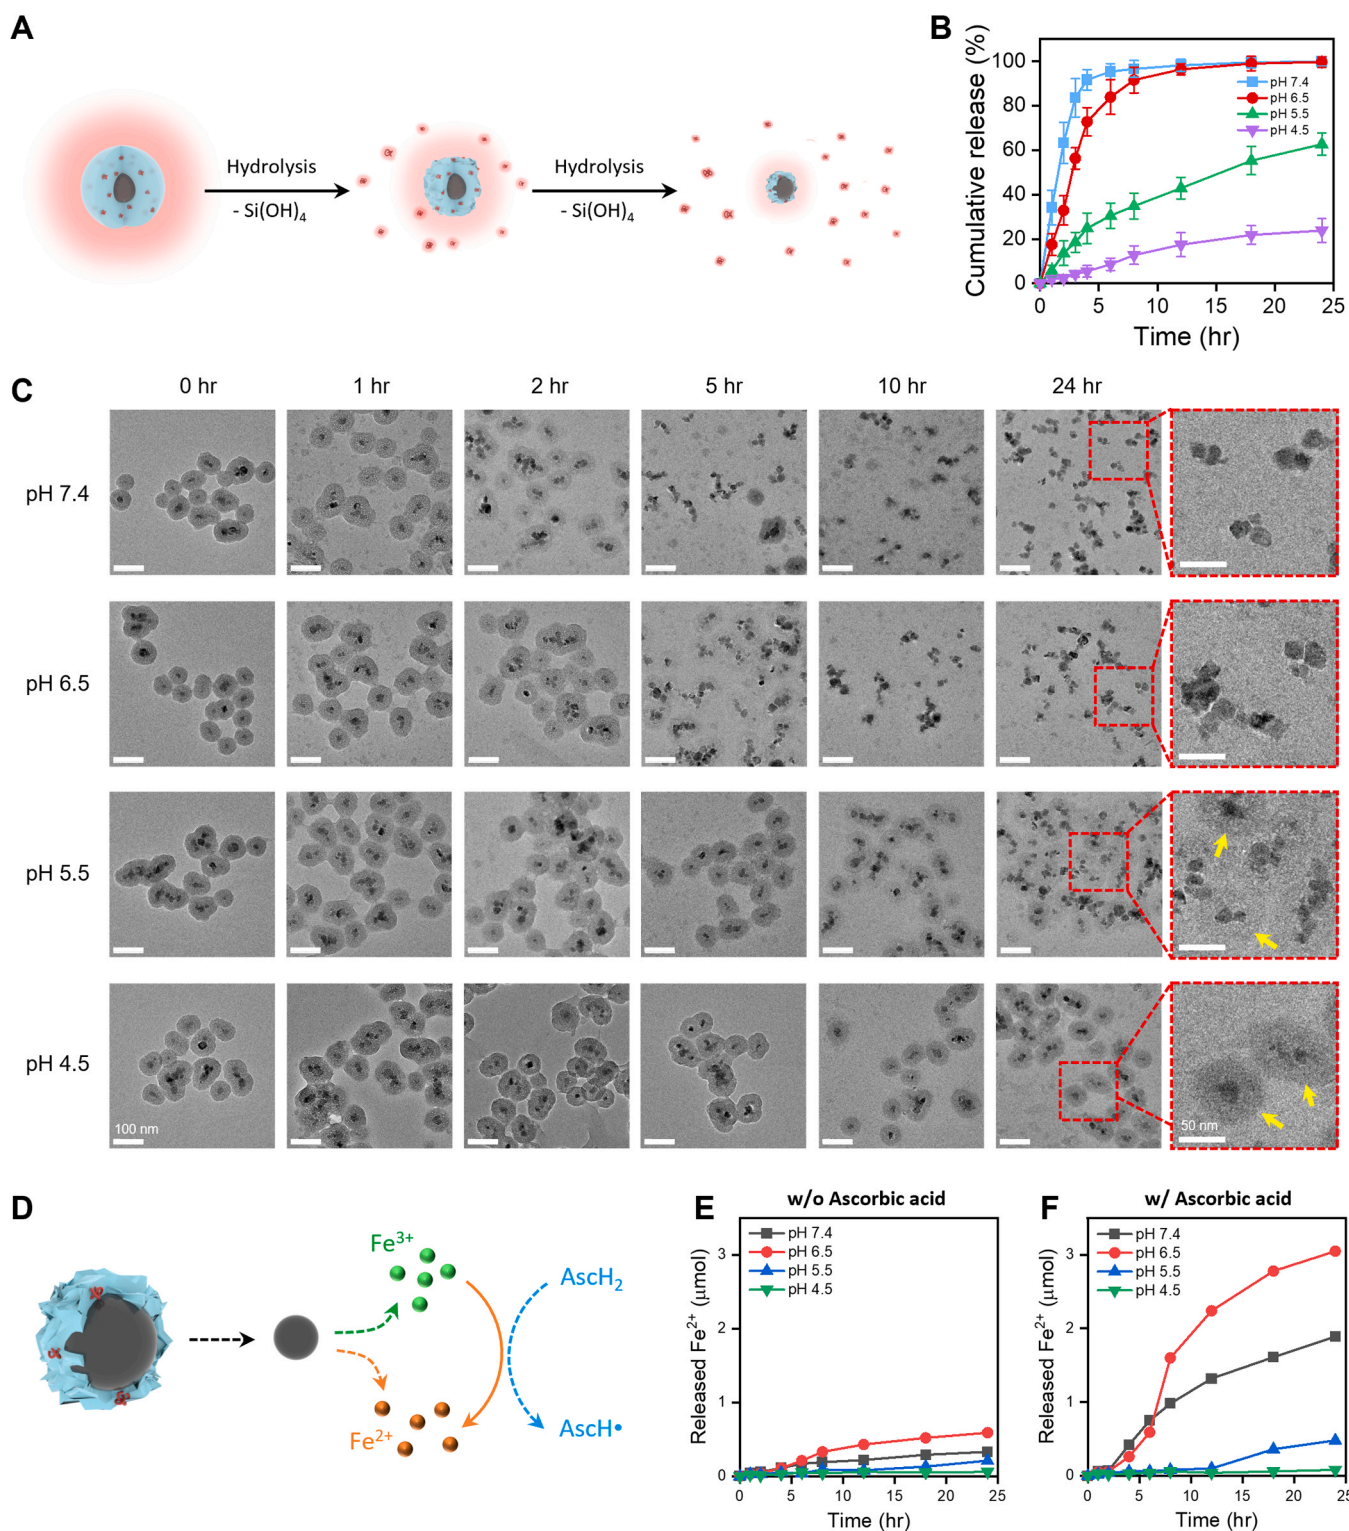 A
Hydrolysis
- Si(OH)4
Hydrolysis
- Si(OH)4
B
Cumulative release (%)
100
80
60
40
20
0
pH 7.4
pH 6.5
pH 5.5
pH 4.5
0 5 10 15 20 25
Time (hr)
C
0 hr 1 hr 2 hr 5 hr 10 hr 24 hr
pH 7.4
pH 6.5
pH 5.5
pH 4.5
100 nm
50 nm
D
Fe3+
Fe2+
AscH2
AscH•
E
w/o Ascorbic acid
Released Fe2+ (μmol)
3
2
1
0
pH 7.4
pH 6.5
pH 5.5
pH 4.5
0 5 10 15 20 25
Time (hr)
F
w/ Ascorbic acid
Released Fe2+ (μmol)
3
2
1
0
pH 7.4
pH 6.5
pH 5.5
pH 4.5
0 5 10 15 20 25
Time (hr)